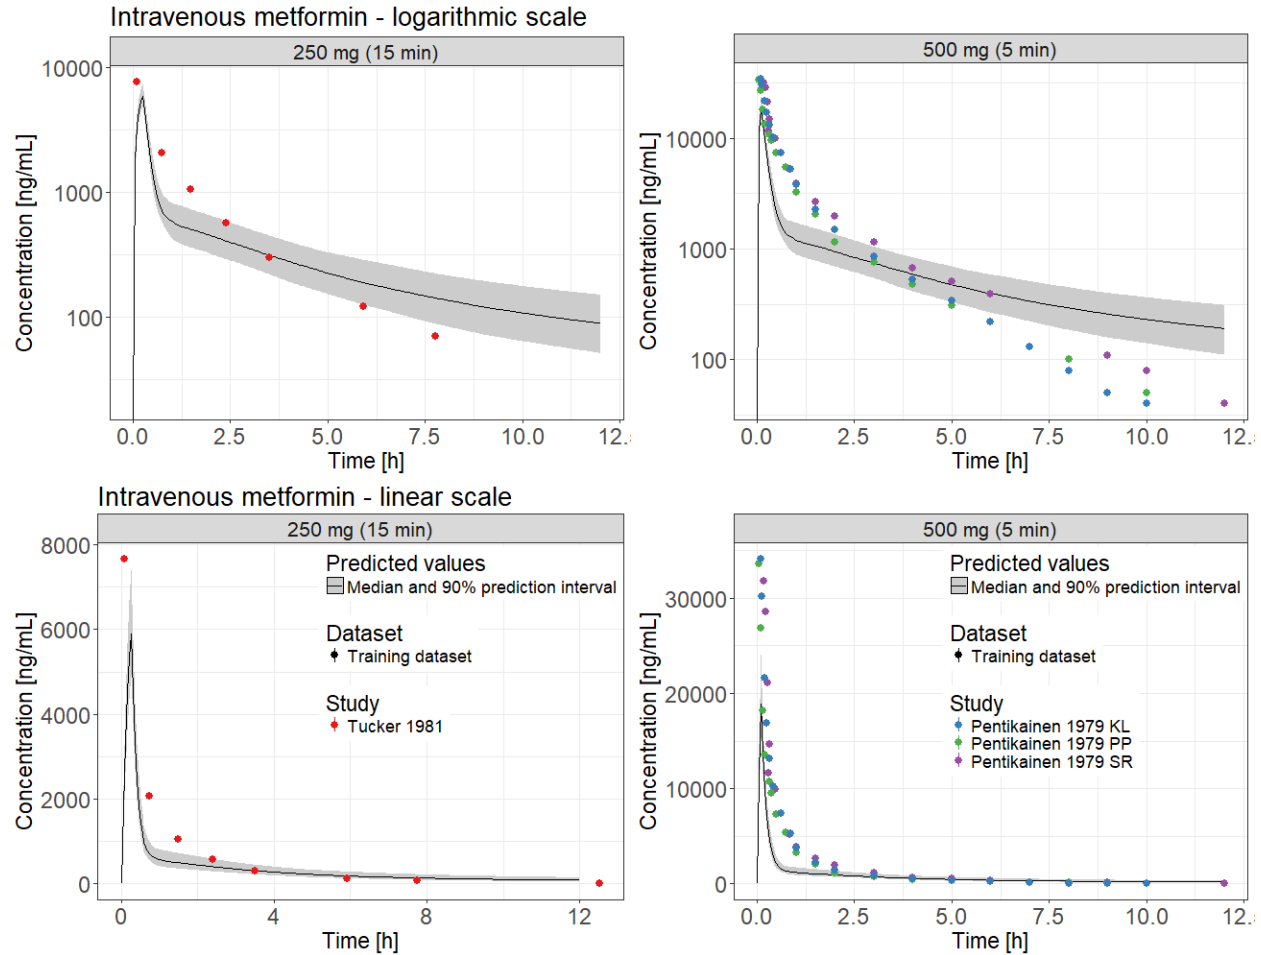 Intravenous metformin - logarithmic scale
250 mg (15 min)
Concentration [ng/mL]
10000
1000
100
0.0 2.5 5.0 7.5 10.0 12.
Time [h]
500 mg (5 min)
Concentration [ng/mL]
10000
1000
100
0.0 2.5 5.0 7.5 10.0 12.
Time [h]
Intravenous metformin - linear scale
250 mg (15 min)
Concentration [ng/mL]
8000
6000
4000
2000
0
Predicted values
Median and 90% prediction interval
Dataset
Training dataset
Study
Tucker 1981
0 4 8 12
Time [h]
500 mg (5 min)
Concentration [ng/mL]
30000
20000
10000
0
Predicted values
Median and 90% prediction interval
Dataset
Training dataset
Study
Pentikainen 1979 KL
Pentikainen 1979 PP
Pentikainen 1979 SR
0.0 2.5 5.0 7.5 10.0 12.
Time [h]